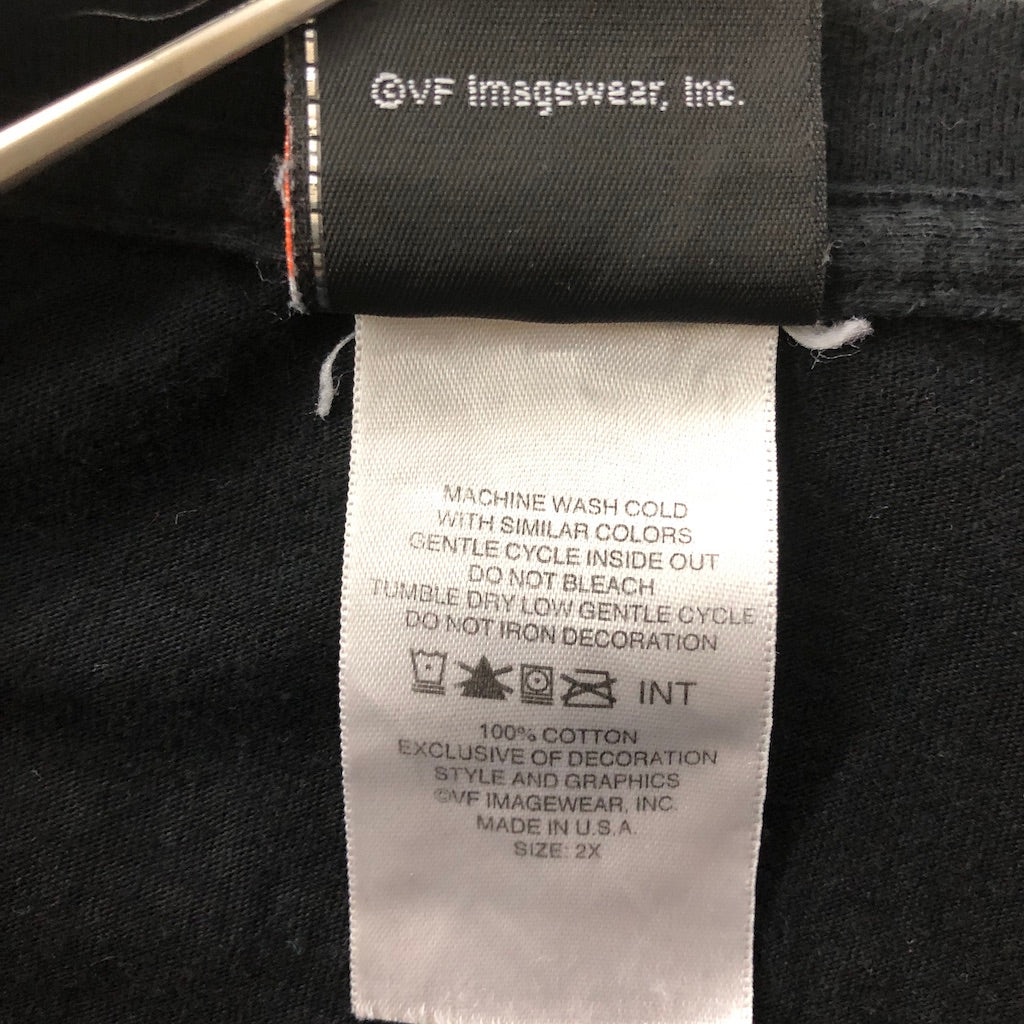 ©VF Imagewear, Inc.
MACHINE WASH COLD
WITH SIMILAR COLORS
GENTLE CYCLE INSIDE OUT
DO NOT BLEACH
TUMBLE DRY LOW GENTLE CYCLE
DO NOT IRON DECORATION
INT
100% COTTON
EXCLUSIVE OF DECORATION
STYLE AND GRAPHICS
©VF IMAGEWEAR, INC.
MADE IN U.S.A.
SIZE: 2X